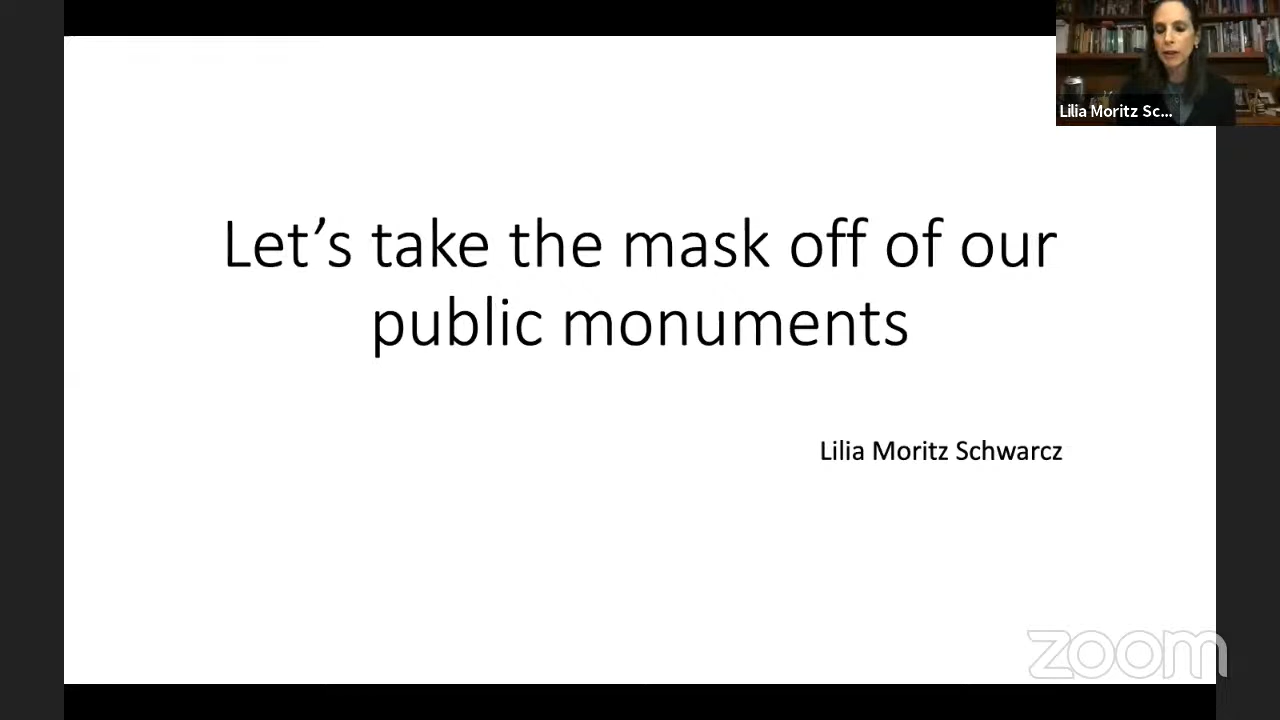 Lilia Moritz Sc...
Let’s take the mask off of our
public monuments
Lilia Moritz Schwarcz
zoom